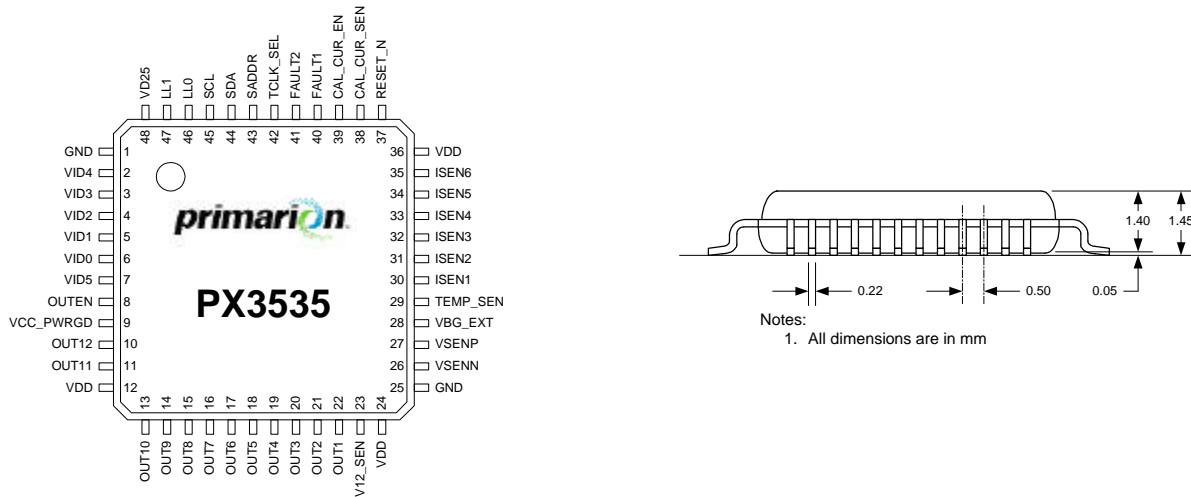 VD25
LL1
LL0
SCL
SDA
SADDR
TCLK_SEL
FAULT2
FAULT1
CAL_CUR_EN
CAL_CUR_SEN
RESET_N
48 47 46 45 44 43 42 41 40 39 38 37
GND 1
VID4 2
VID3 3
VID2 4
VID1 5
VID0 6
VID5 7
OUTEN 8
VCC_PWRGD 9
OUT12 10
OUT11 11
VDD 12
primarion
PX3535
36 VDD
35 ISEN6
34 ISEN5
33 ISEN4
32 ISEN3
31 ISEN2
30 ISEN1
29 TEMP_SEN
28 VBG_EXT
27 VSENP
26 VSENN
25 GND
13 14 15 16 17 18 19 20 21 22 23 24
OUT10
OUT9
OUT8
OUT7
OUT6
OUT5
OUT4
OUT3
OUT2
OUT1
V12_SEN
VDD
1.40
1.45
0.22
0.50
0.05
Notes:
1. All dimensions are in mm